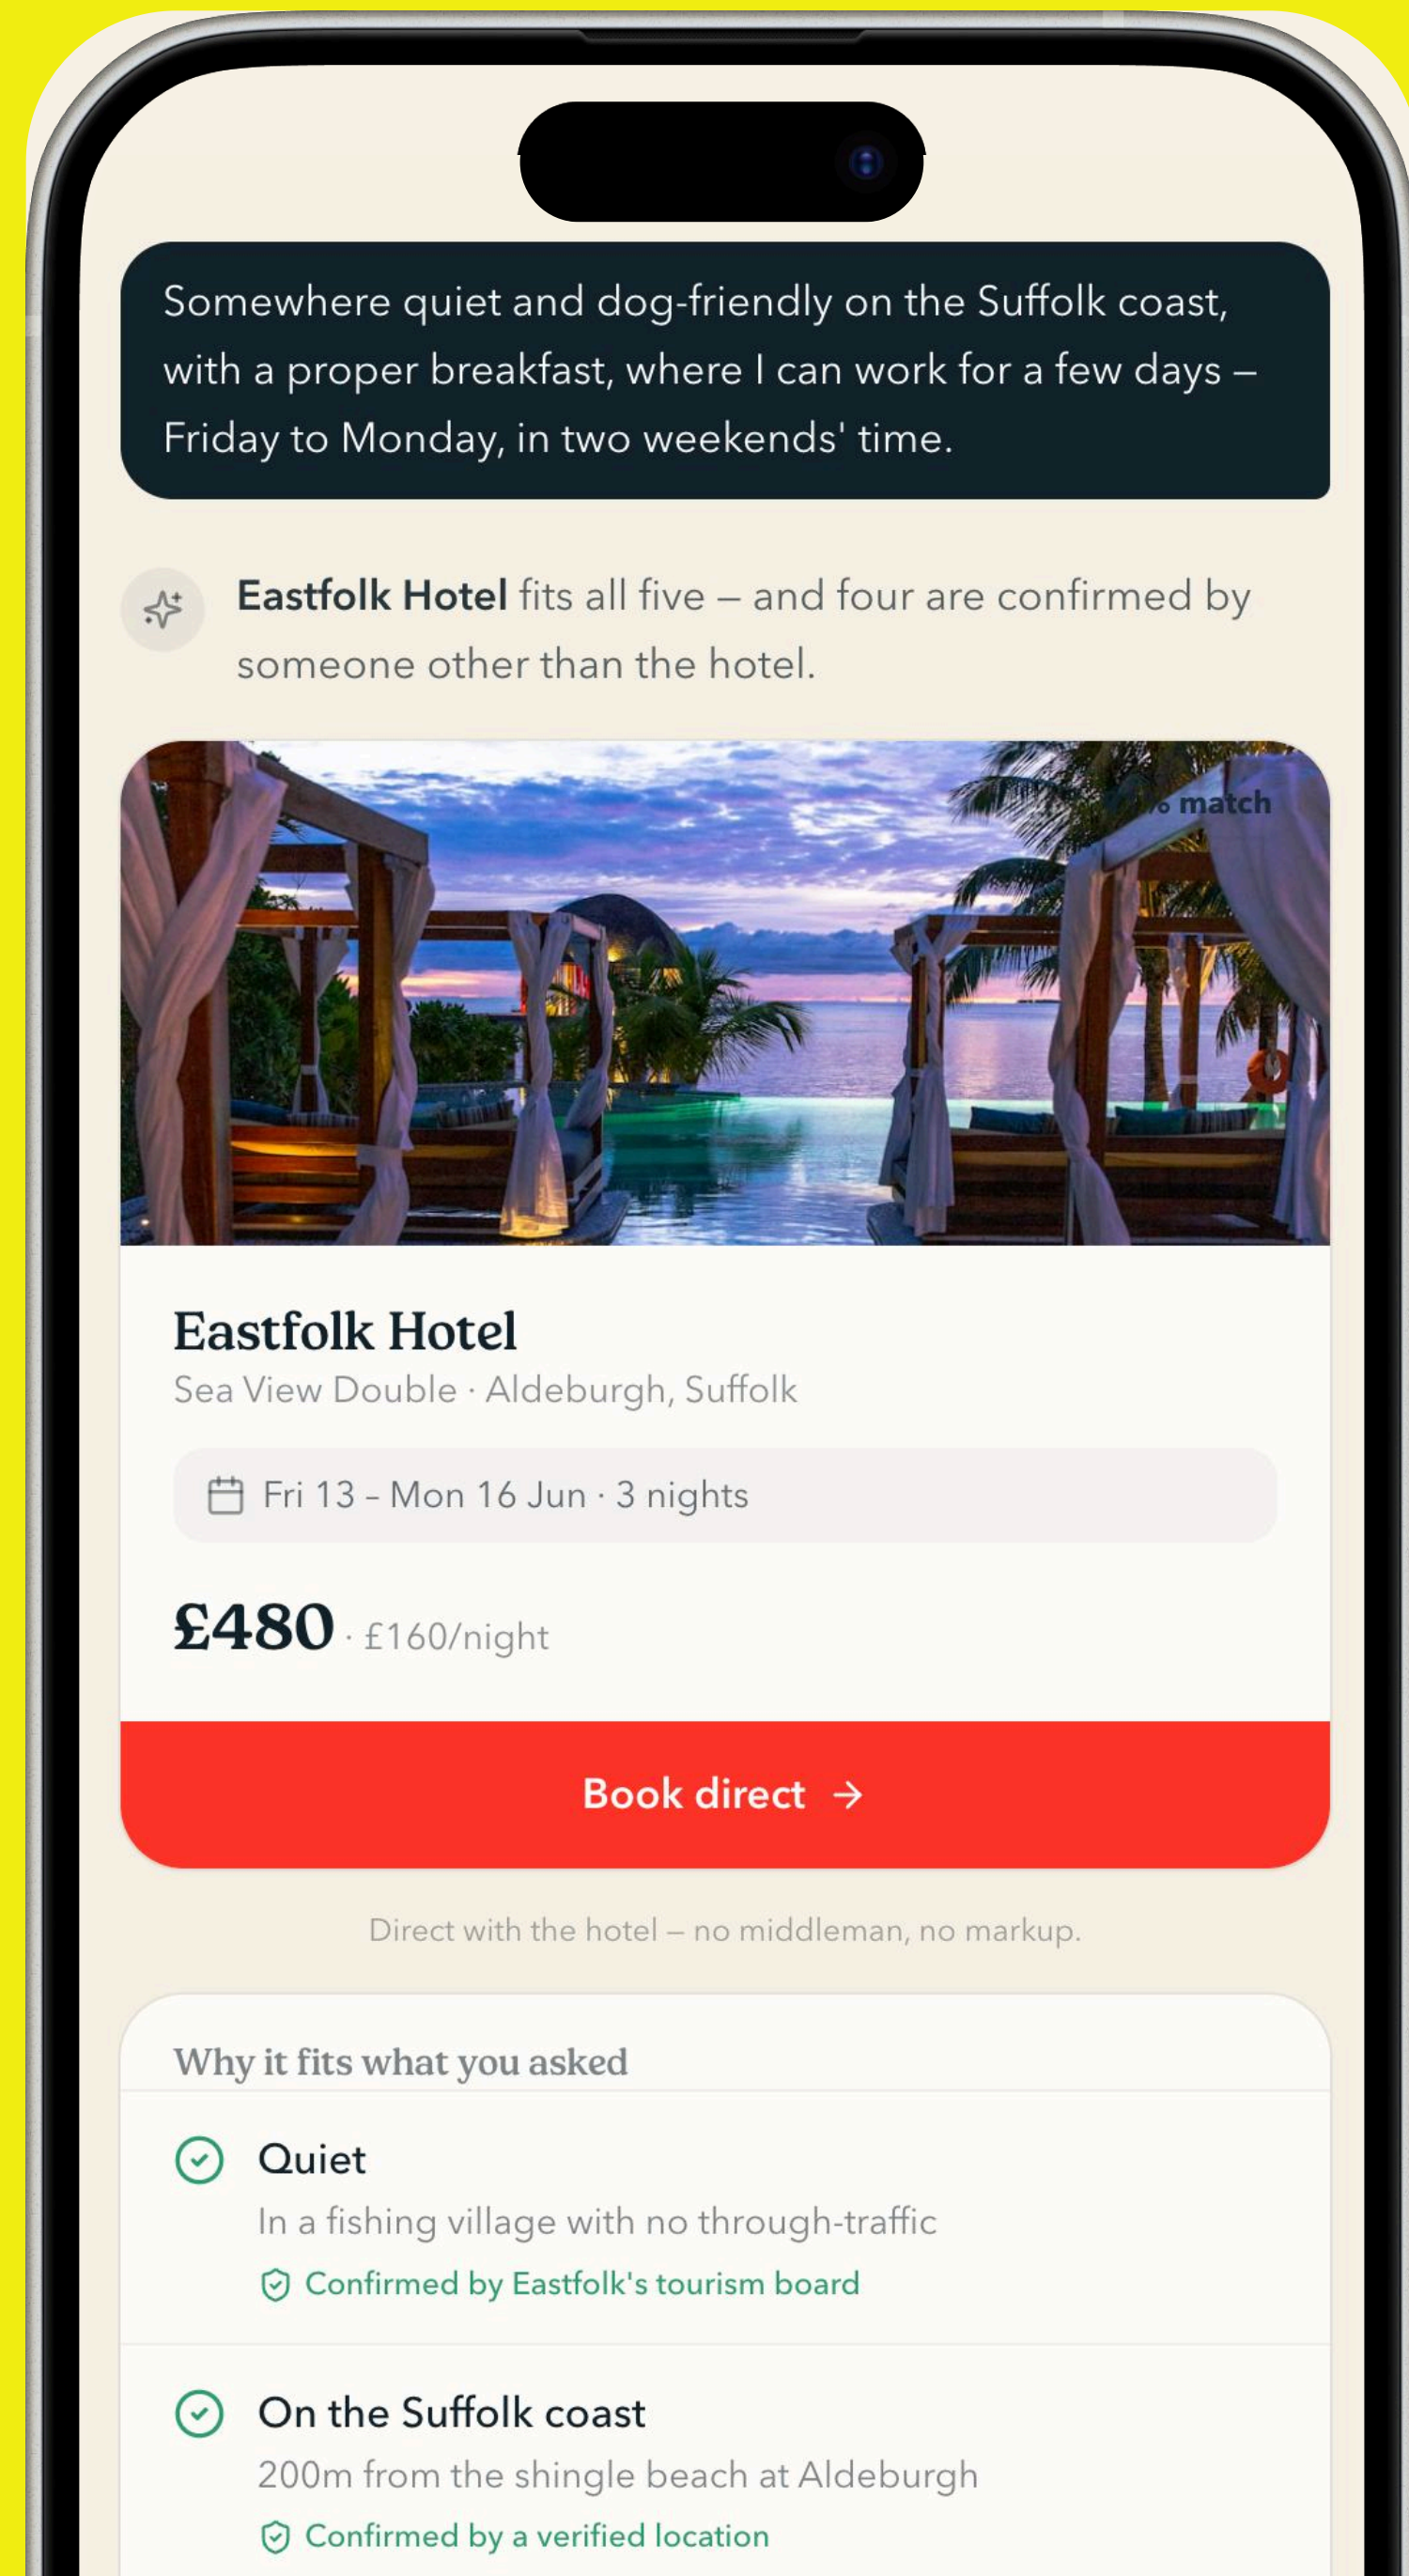 Somewhere quiet and dog-friendly on the Suffolk coast,
with a proper breakfast, where I can work for a few days –
Friday to Monday, in two weekends' time.
Eastfolk Hotel fits all five – and four are confirmed by
someone other than the hotel.
% match
Eastfolk Hotel
Sea View Double · Aldeburgh, Suffolk
Fri 13 – Mon 16 Jun · 3 nights
£480 · £160/night
Book direct →
Direct with the hotel – no middleman, no markup.
Why it fits what you asked
Quiet
In a fishing village with no through-traffic
Confirmed by Eastfolk's tourism board
On the Suffolk coast
200m from the shingle beach at Aldeburgh
Confirmed by a verified location